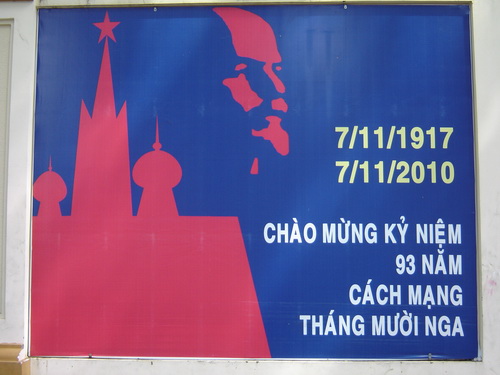 7/11/1917
7/11/2010
CHÀO MỪNG KỶ NIỆM
93 NĂM
CÁCH MẠNG
THÁNG MƯỜI NGA